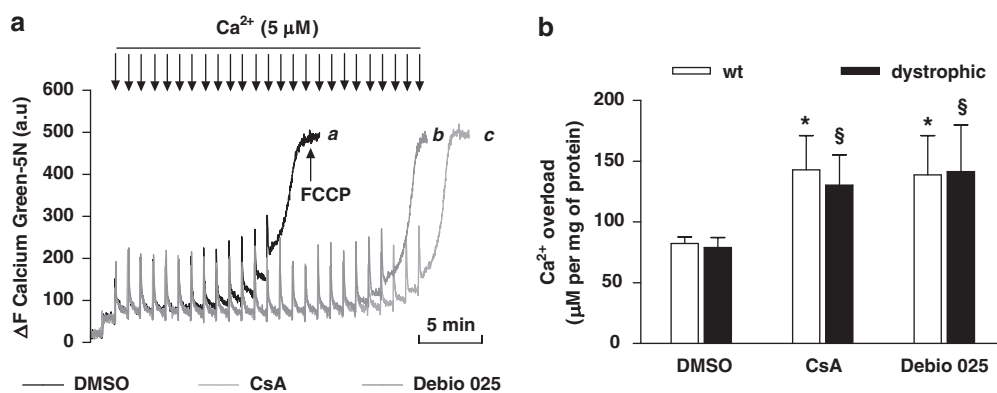 a
Ca²⁺ (5 μM)
ΔF Calcium Green-5N (a.u)
600
500
400
300
200
100
0
a
b
c
FCCP
5 min
DMSO
CsA
Debio 025
b
wt
dystrophic
Ca²⁺ overload
(μM per mg of protein)
200
150
100
50
0
*
§
*
§
DMSO
CsA
Debio 025